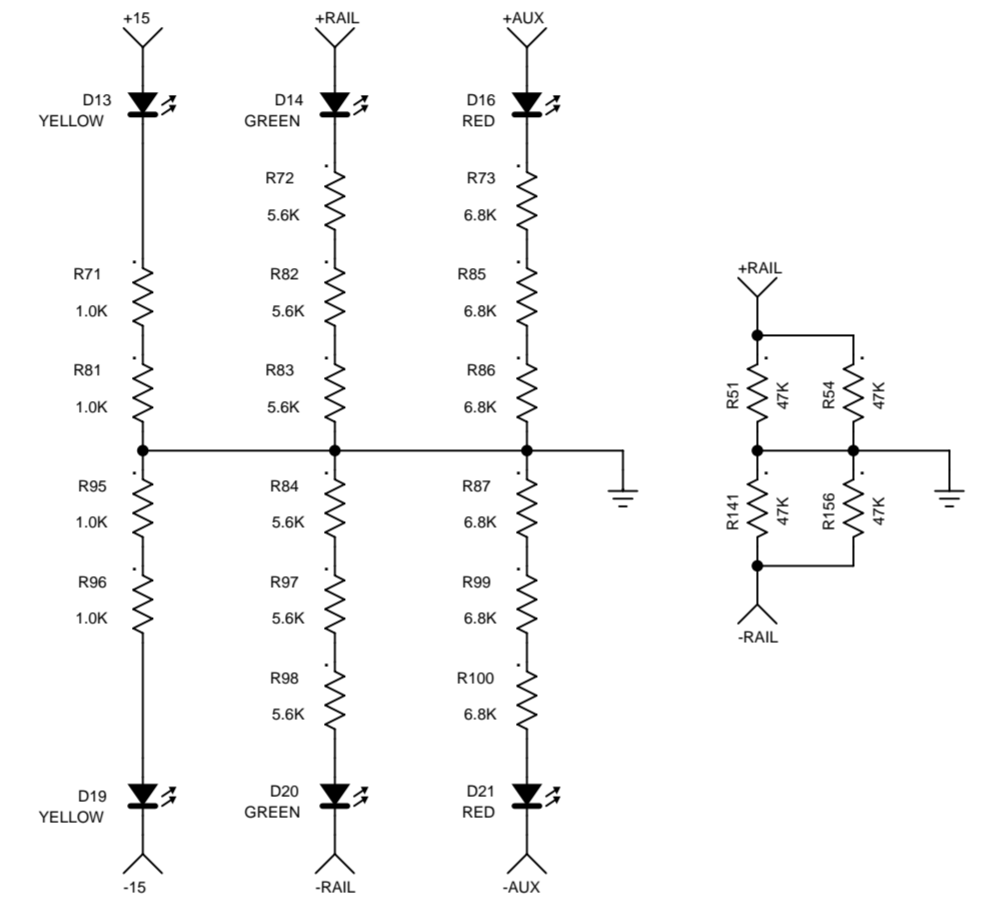 +15
+RAIL
+AUX
D13
YELLOW
D14
GREEN
D16
RED
R72
5.6K
R73
6.8K
R71
1.0K
R82
5.6K
R85
6.8K
R81
1.0K
R83
5.6K
R86
6.8K
R95
1.0K
R84
5.6K
R87
6.8K
R96
1.0K
R97
5.6K
R99
6.8K
R98
5.6K
R100
6.8K
D19
YELLOW
D20
GREEN
D21
RED
-15
-RAIL
-AUX
+RAIL
R51
47K
R54
47K
R141
47K
R156
47K
-RAIL